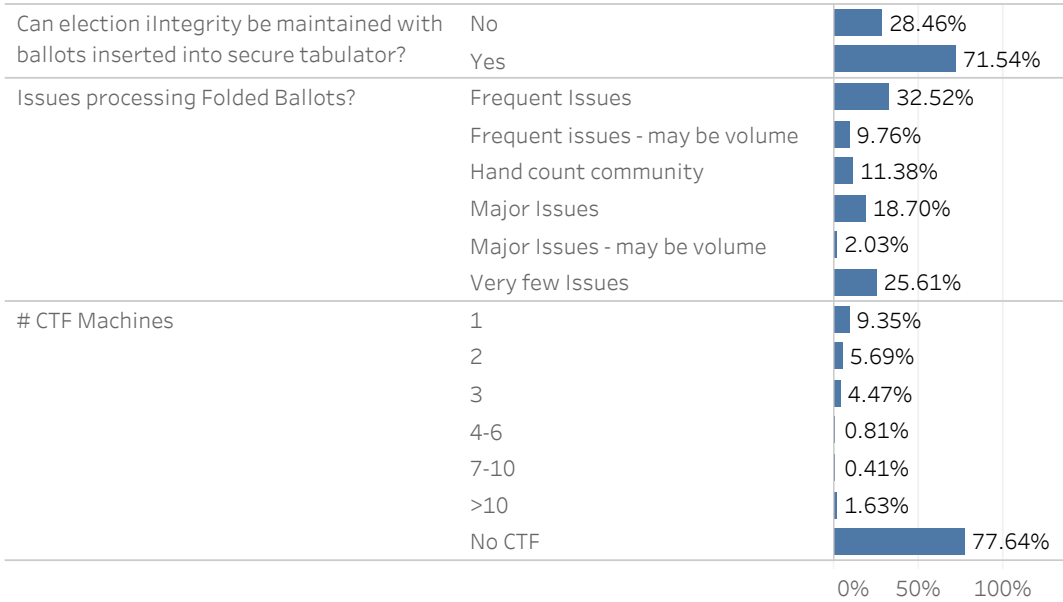 Can election iIntegrity be maintained with
ballots inserted into secure tabulator?
No 28.46%
Yes 71.54%
Issues processing Folded Ballots?
Frequent Issues 32.52%
Frequent issues - may be volume 9.76%
Hand count community 11.38%
Major Issues 18.70%
Major Issues - may be volume 2.03%
Very few Issues 25.61%
# CTF Machines
1 9.35%
2 5.69%
3 4.47%
4-6 0.81%
7-10 0.41%
>10 1.63%
No CTF 77.64%
0% 50% 100%